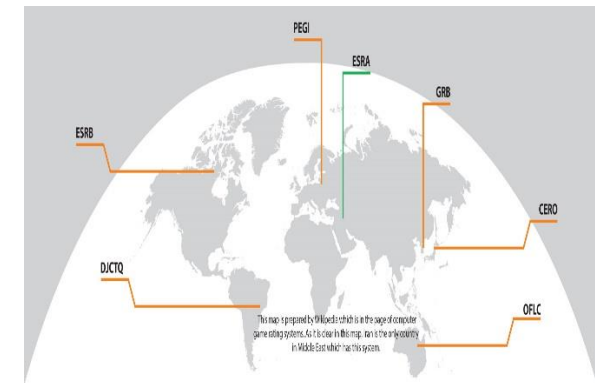 PEGI
ESRA
GRB
ESRB
CERO
DJCTQ
OFLC
This map is prepared by Wikipedia which is in the page of computer
game rating systems. As it is clear in this map, Iran is the only country
in Middle East which has this system.